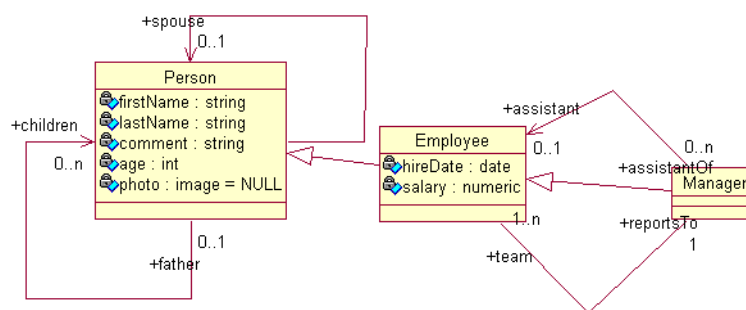 +spouse
0..1
Person
firstName : string
lastName : string
comment : string
age : int
photo : image = NULL
+children
0..n
0..1
+father
Employee
hireDate : date
salary : numeric
+assistant
0..1
0..n
+assistantOf
Manager
1..n
+team
+reportsTo
1